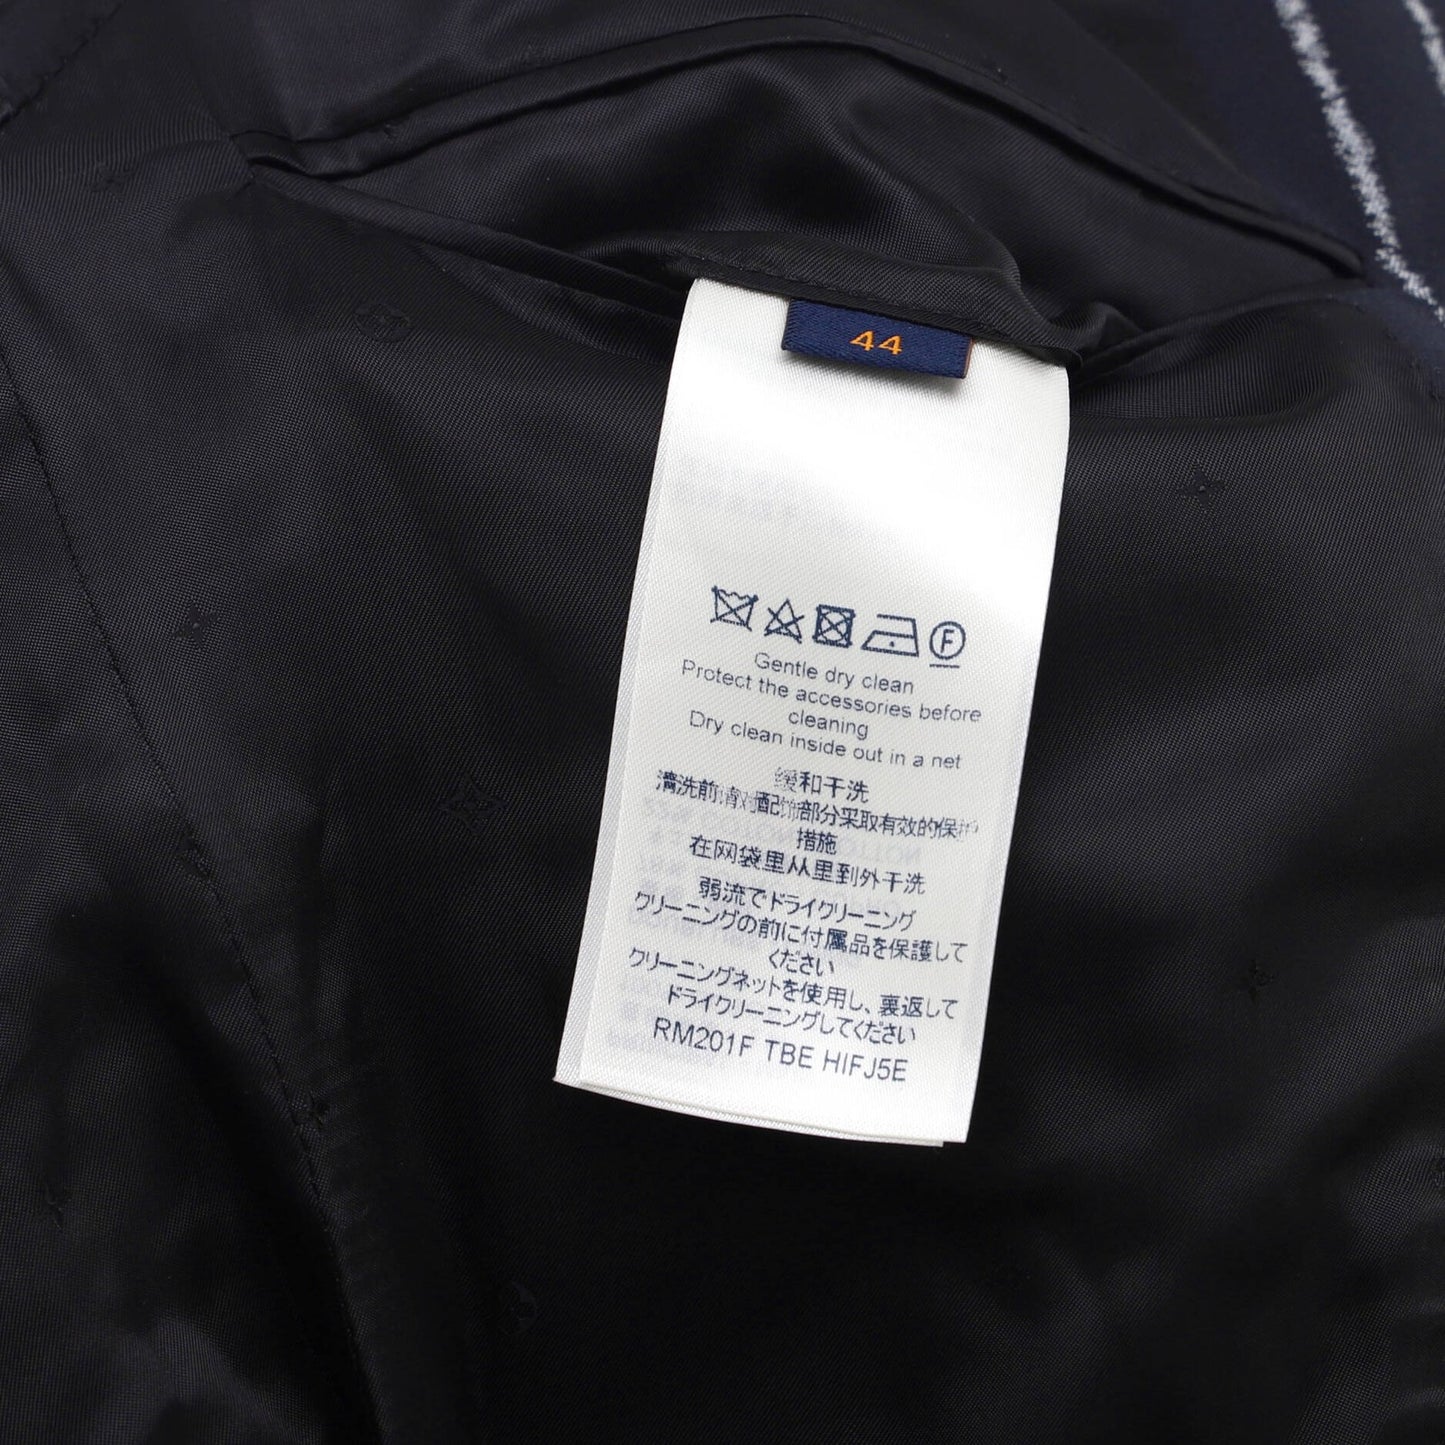 44
F
Gentle dry clean
Protect the accessories before
cleaning
Dry clean inside out in a net
缓和干洗
清洗前请对配饰部分采取有效的保护
措施
在网袋里从里到外干洗
弱流でドライクリーニング
クリーニングの前に付属品を保護して
ください
クリーニングネットを使用し、裏返して
ドライクリーニングしてください
RM201F TBE HIFJ5E